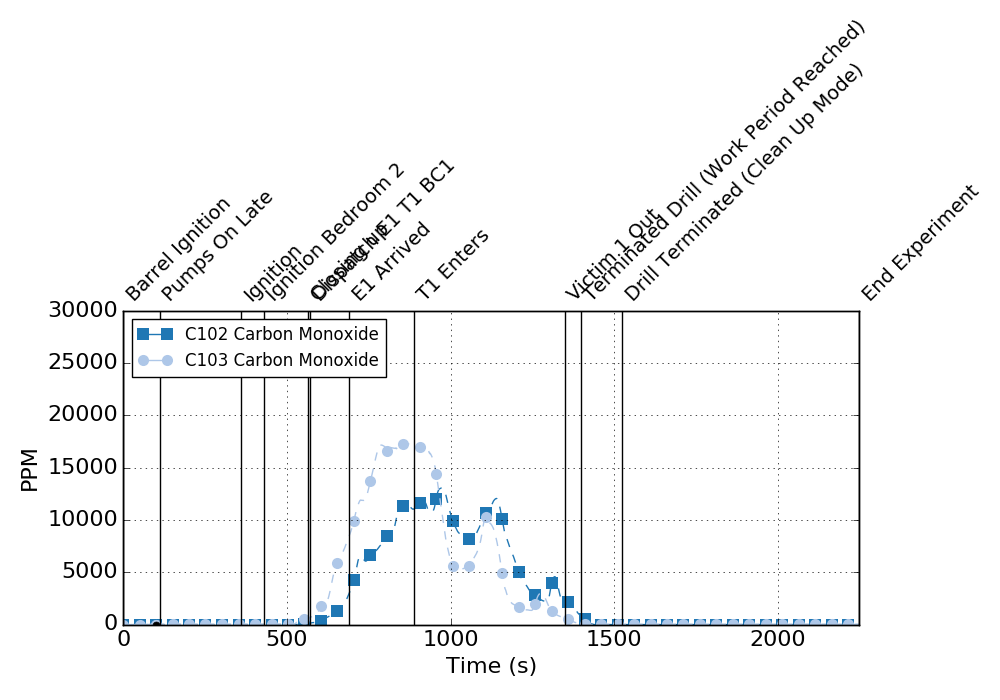 Barrel Ignition
Pumps On Late
Ignition
Ignition Bedroom 2
Dispatch E1 T1 BC1
E1 Arrived
T1 Enters
Victim 1 Out
Terminated Drill (Work Period Reached)
Drill Terminated (Clean Up Mode)
End Experiment
30000
25000
20000
15000
10000
5000
0
PPM
C102 Carbon Monoxide
C103 Carbon Monoxide
0 500 1000 1500 2000
Time (s)